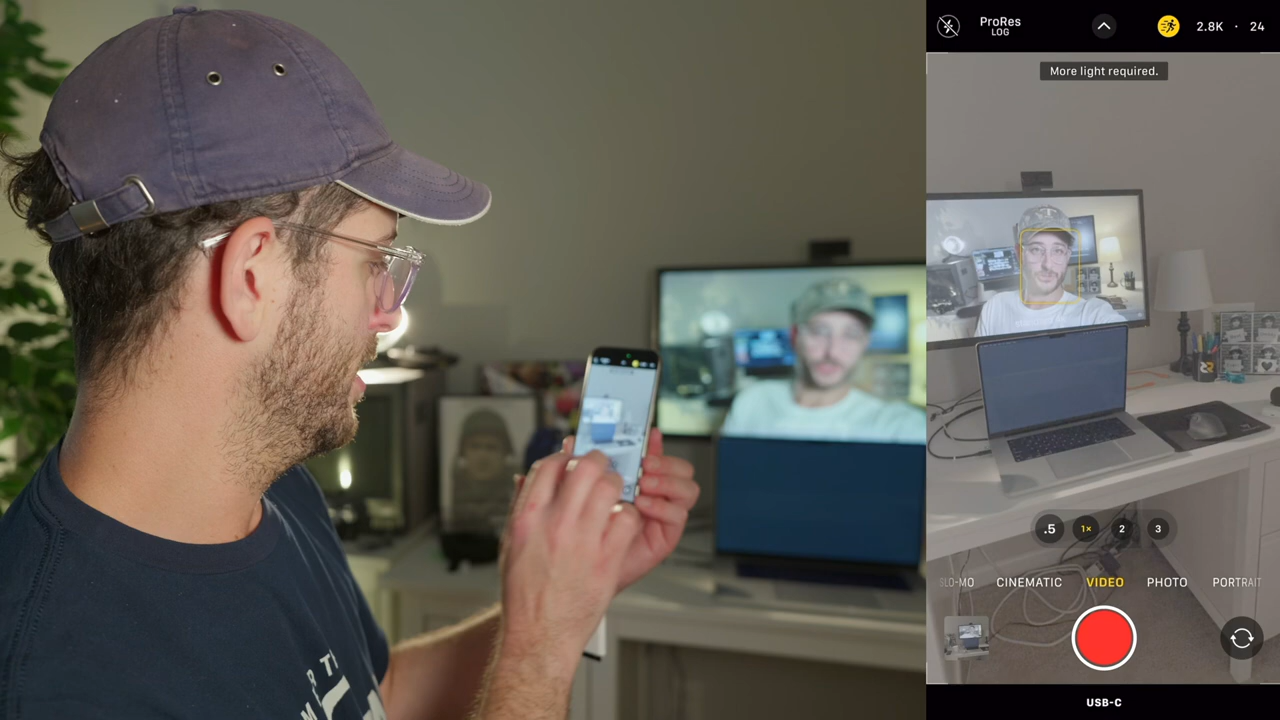 ProRes
LOG
2.8K · 24
More light required.
.5 1× 2 3
SLO-MO CINEMATIC VIDEO PHOTO PORTRAIT
USB-C